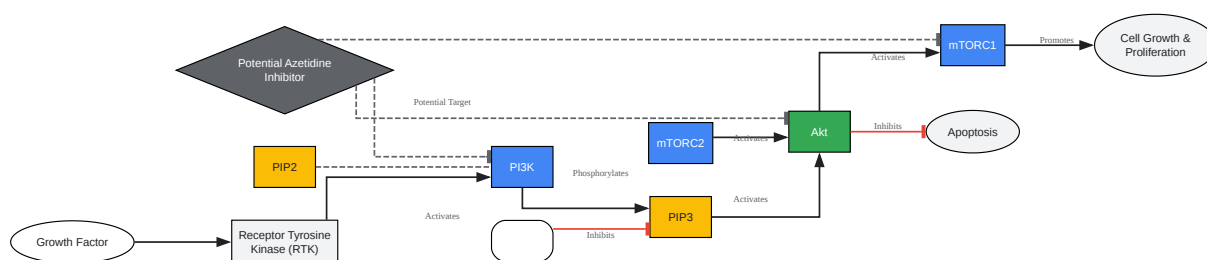 mTORC1
Promotes
Cell Growth &
Proliferation
Activates
Potential Azetidine
Inhibitor
Potential Target
Akt
Inhibits
Apoptosis
mTORC2
Activates
PIP2
PI3K
Phosphorylates
Activates
PIP3
Activates
Inhibits
Growth Factor
Receptor Tyrosine
Kinase (RTK)